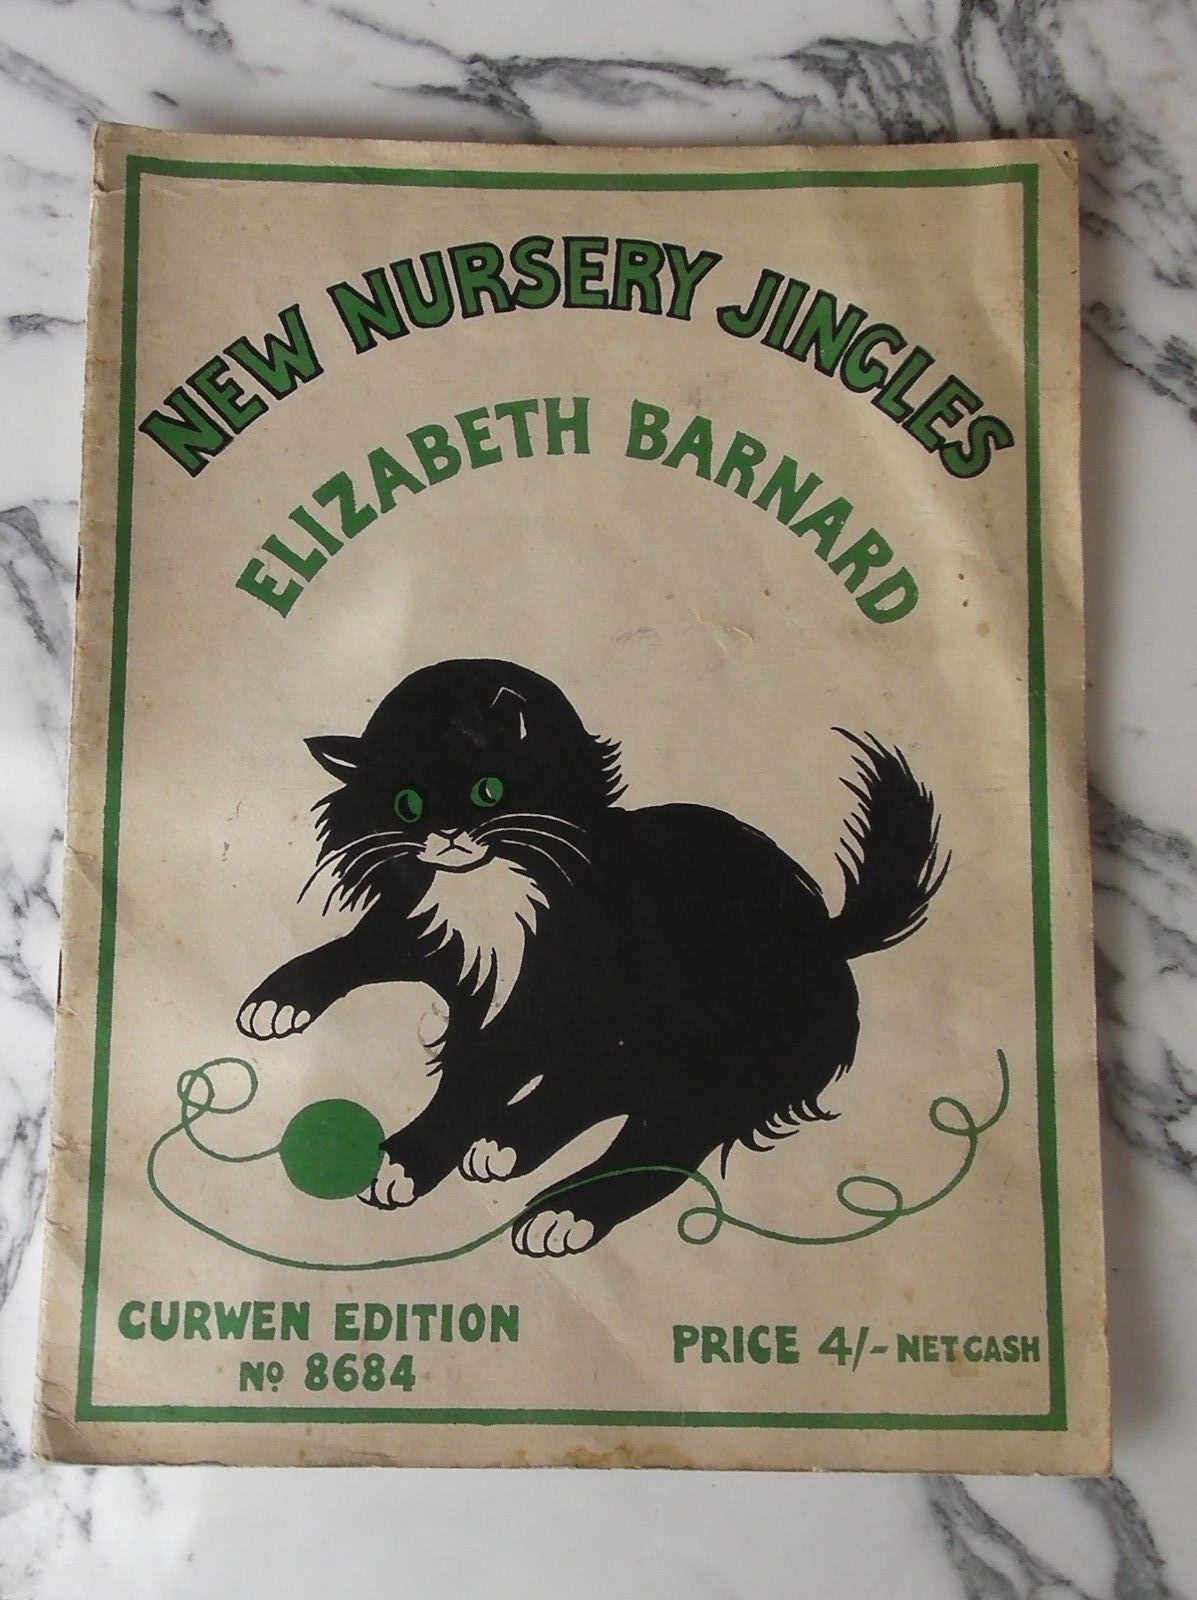 NEW NURSERY JINGLES
ELIZABETH BARNARD
CURWEN EDITION
Nº 8684
PRICE 4/- NET CASH